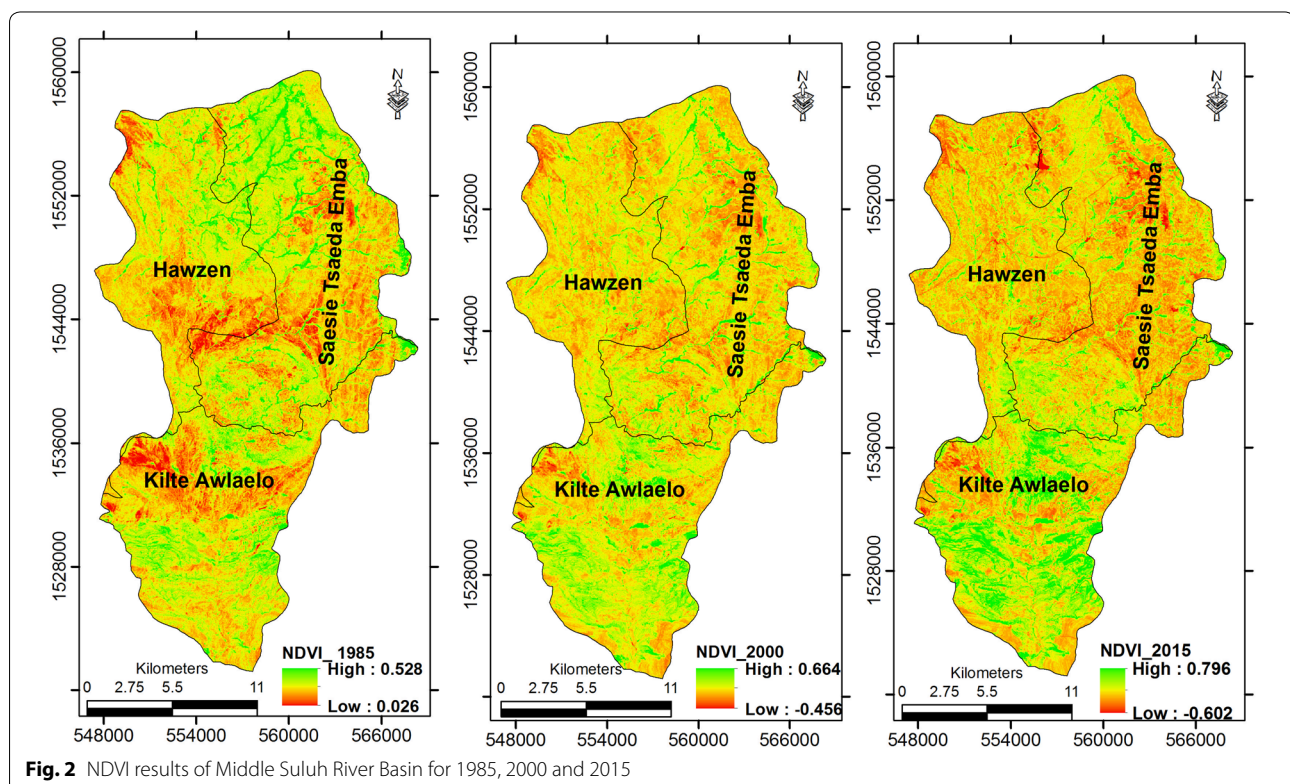 N
N
N
1560000
1552000
1544000
1536000
1528000
Hawzen
Saesie Tsaeda Emba
Kilte Awlaelo
Kilometers
0 2.75 5.5 11
NDVI_1985
High : 0.528
Low : 0.026
548000 554000 560000 566000
1560000
1552000
1544000
1536000
1528000
Hawzen
Saesie Tsaeda Emba
Kilte Awlaelo
Kilometers
0 2.75 5.5 11
NDVI_2000
High : 0.664
Low : -0.456
548000 554000 560000 566000
1560000
1552000
1544000
1536000
1528000
Hawzen
Saesie Tsaeda Emba
Kilte Awlaelo
Kilometers
0 2.75 5.5 11
NDVI_2015
High : 0.796
Low : -0.602
548000 554000 560000 566000
Fig. 2 NDVI results of Middle Suluh River Basin for 1985, 2000 and 2015